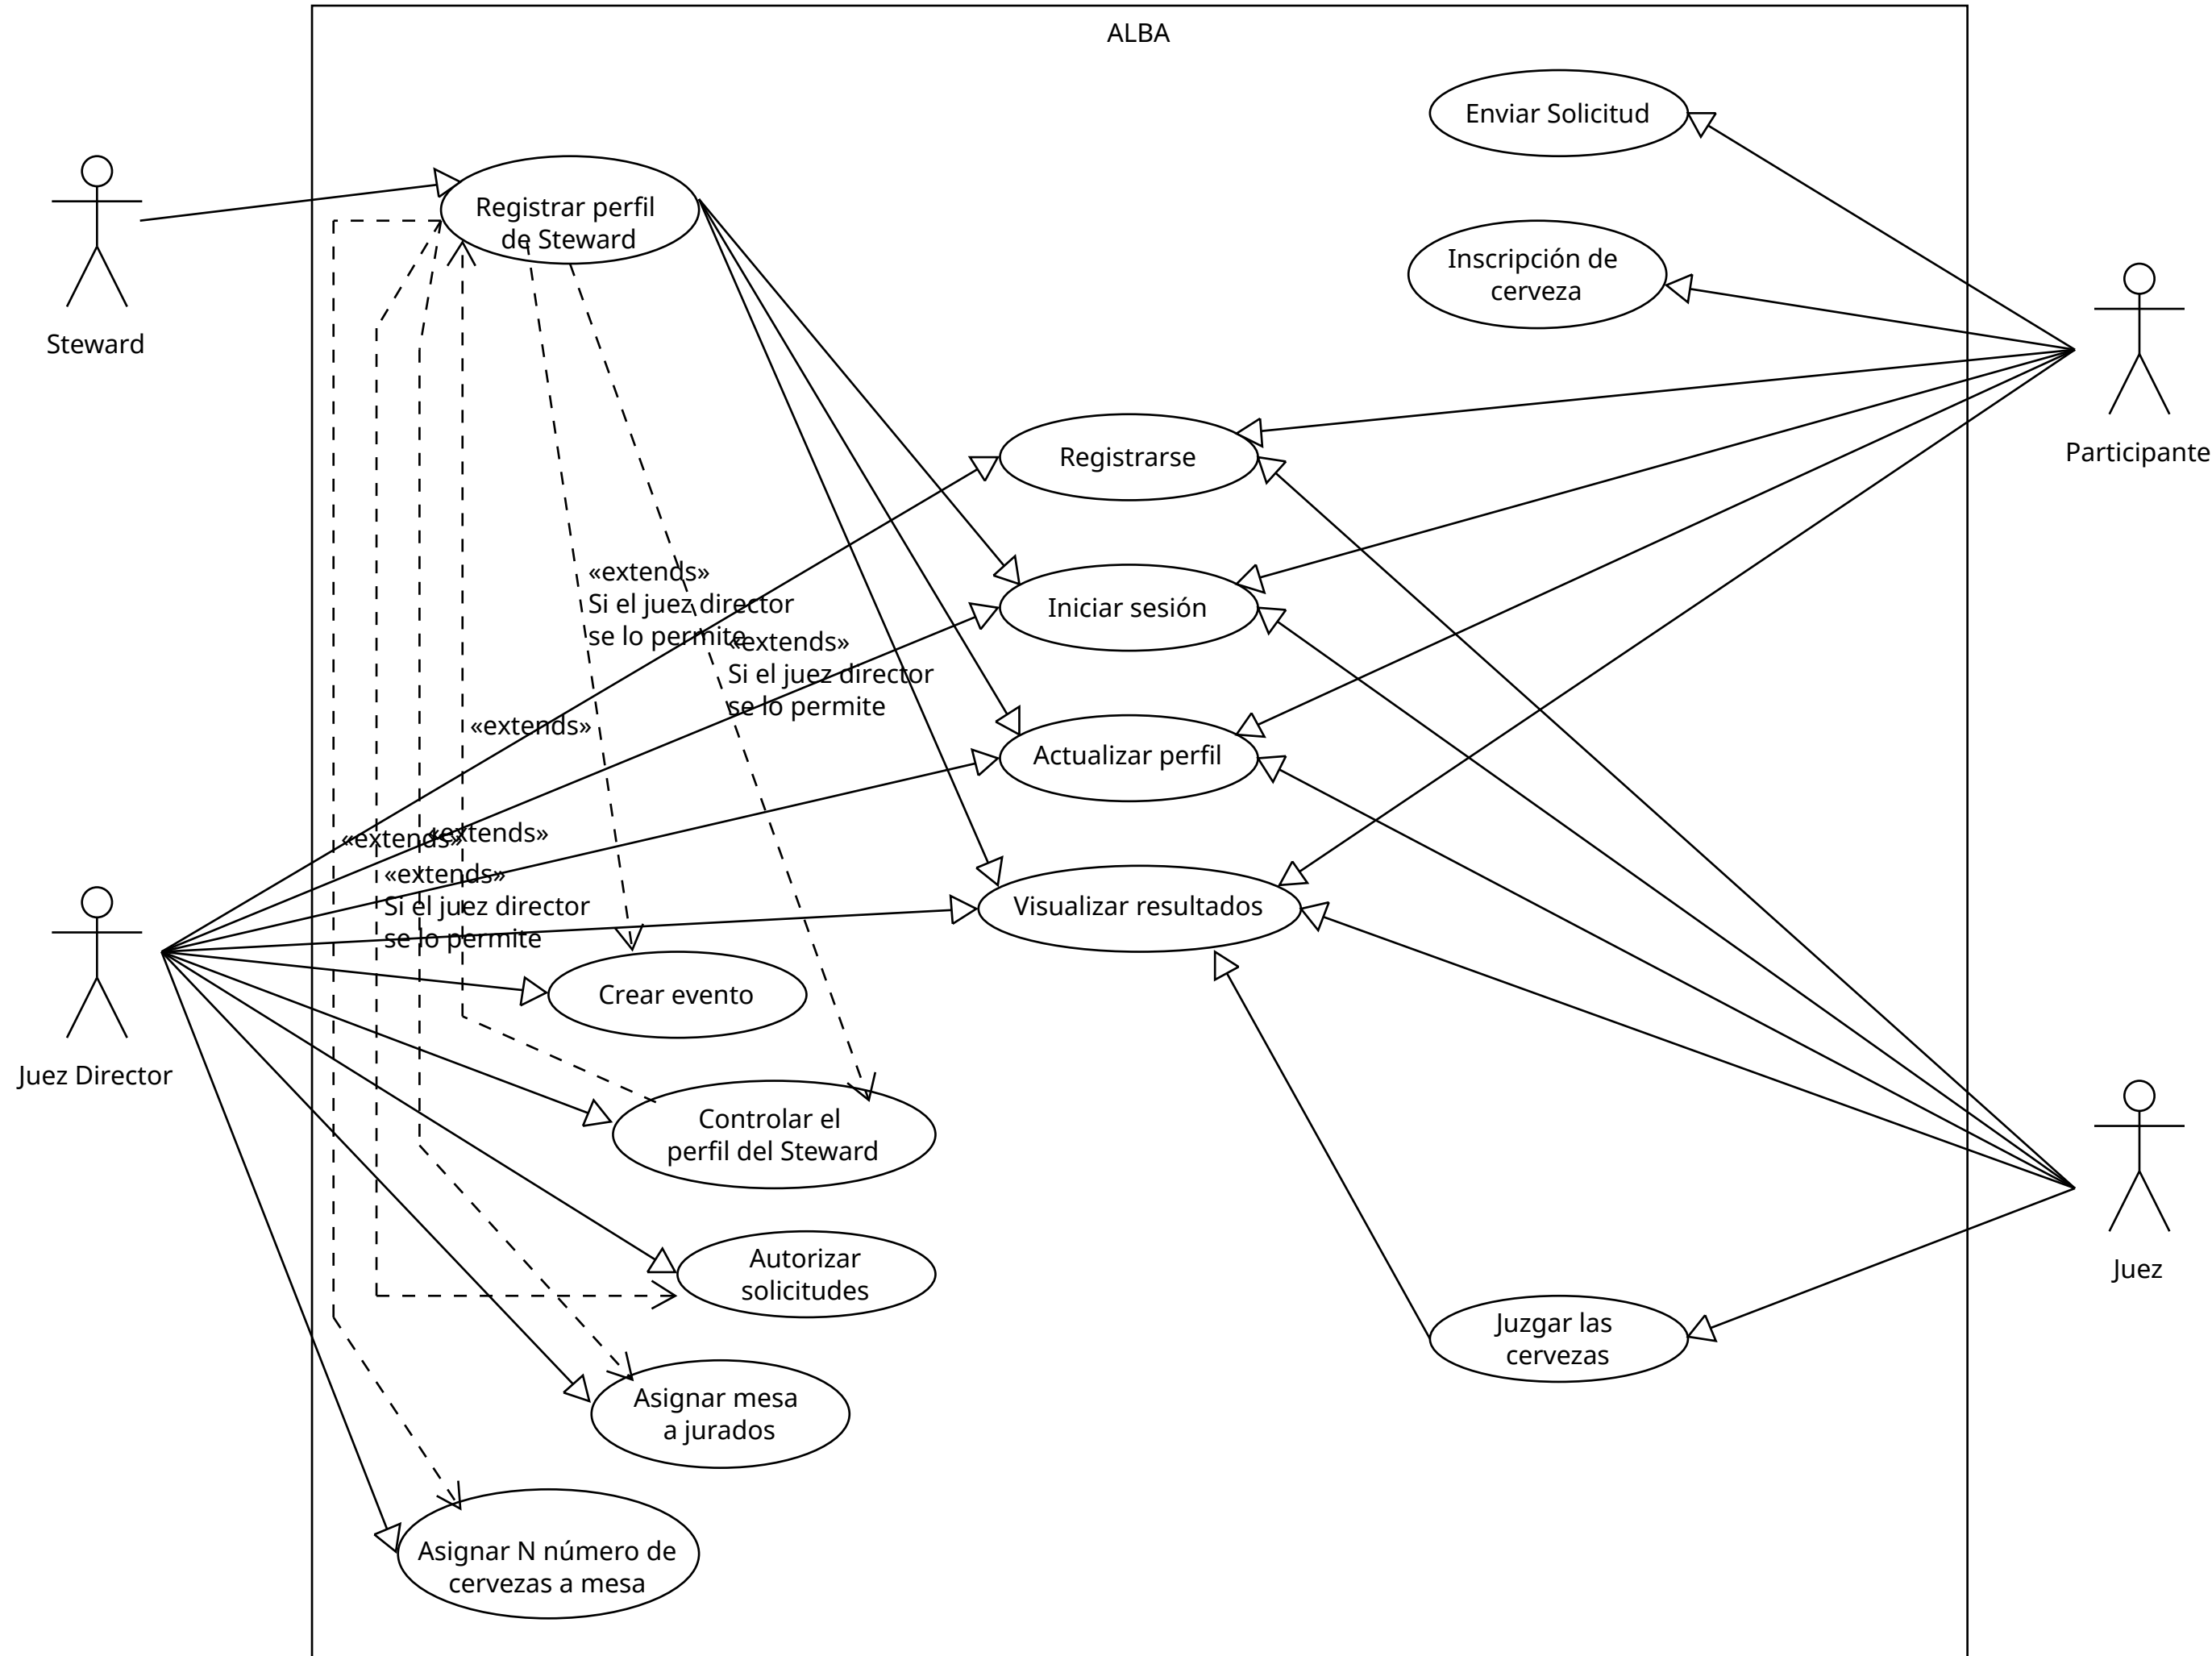 ALBA
Enviar Solicitud
Registrar perfil
de Steward
Steward
Inscripción de
cerveza
Participante
Registrarse
«extends»
Si el juez director
se lo permite
Iniciar sesión
«extends»
Si el juez director
se lo permite
«extends»
Actualizar perfil
«extends»
«extends»
«extends»
Si el juez director
se lo permite
Visualizar resultados
Crear evento
Juez Director
Controlar el
perfil del Steward
Autorizar
solicitudes
Juez
Juzgar las
cervezas
Asignar mesa
a jurados
Asignar N número de
cervezas a mesa